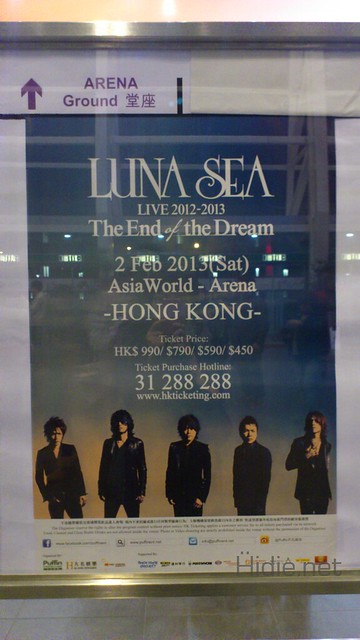 ARENA
Ground 堂座
LUNA SEA
LIVE 2012-2013
The End of the Dream
2 Feb 2013(Sat)
AsiaWorld - Arena
-HONG KONG-
Ticket Price:
HK$ 990/ $790/ $590/ $450
Ticket Purchase Hotline:
31 288 288
www.hkticketing.com
Puffin
Hidie.net